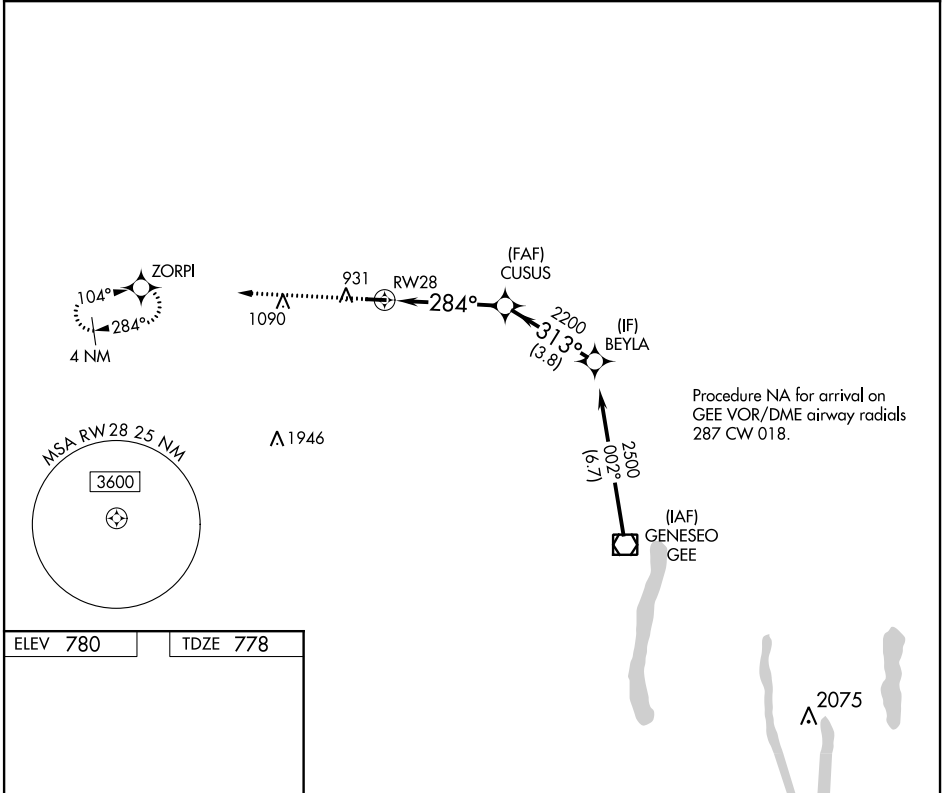 ZORPI
104°
284°
4 NM
931
1090
RW28
284°
(FAF)
CUSUS
2200
313°
(3.8)
(IF)
BEYLA
Procedure NA for arrival on
GEE VOR/DME airway radials
287 CW 018.
2500
002°
(6.7)
(IAF)
GENESEO
GEE
1946
MSA RW 28 25 NM
3600
ELEV 780
TDZE 778
2075